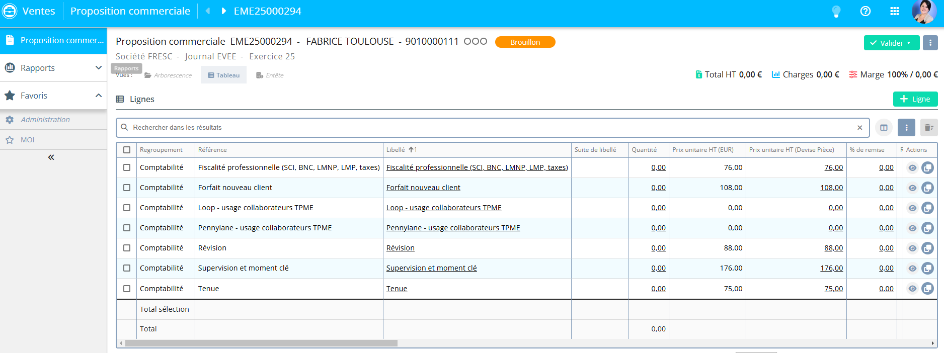 Ventes Proposition commerciale EME25000294
Proposition commer...
Rapports
Favoris
Administration
MOI
Rapports
Proposition commerciale EME25000294 - FABRICE TOULOUSE - 9010000111 Brouillon Valider
Société FRESC - Journal EVEE - Exercice 25
Vues : Arborescence Tableau Entête Total HT 0,00 € Charges 0,00 € Marge 100% / 0,00 €
Lignes + Ligne
Rechercher dans les résultats
Regroupement Référence Libellé 1 Suite de libellé Quantité Prix unitaire HT (EUR) Prix unitaire HT (Devise Pièce) % de remise P Actions
Comptabilité Fiscalité professionnelle (SCI, BNC, LMNP, LMP, taxes) Fiscalité professionnelle (SCI, BNC, LMNP, LMP, taxes) 0,00 76.00 76,00 0,00
Comptabilité Forfait nouveau client Forfait nouveau client 0,00 108.00 108,00 0,00
Comptabilité Loop - usage collaborateurs TPME Loop - usage collaborateurs TPME 0,00 0.00 0,00 0,00
Comptabilité Pennylane - usage collaborateurs TPME Pennylane - usage collaborateurs TPME 0,00 0.00 0,00 0,00
Comptabilité Révision Révision 0,00 88.00 88,00 0,00
Comptabilité Supervision et moment clé Supervision et moment clé 0,00 176.00 176,00 0,00
Comptabilité Tenue Tenue 0,00 75.00 75,00 0,00
Total sélection
Total 0,00